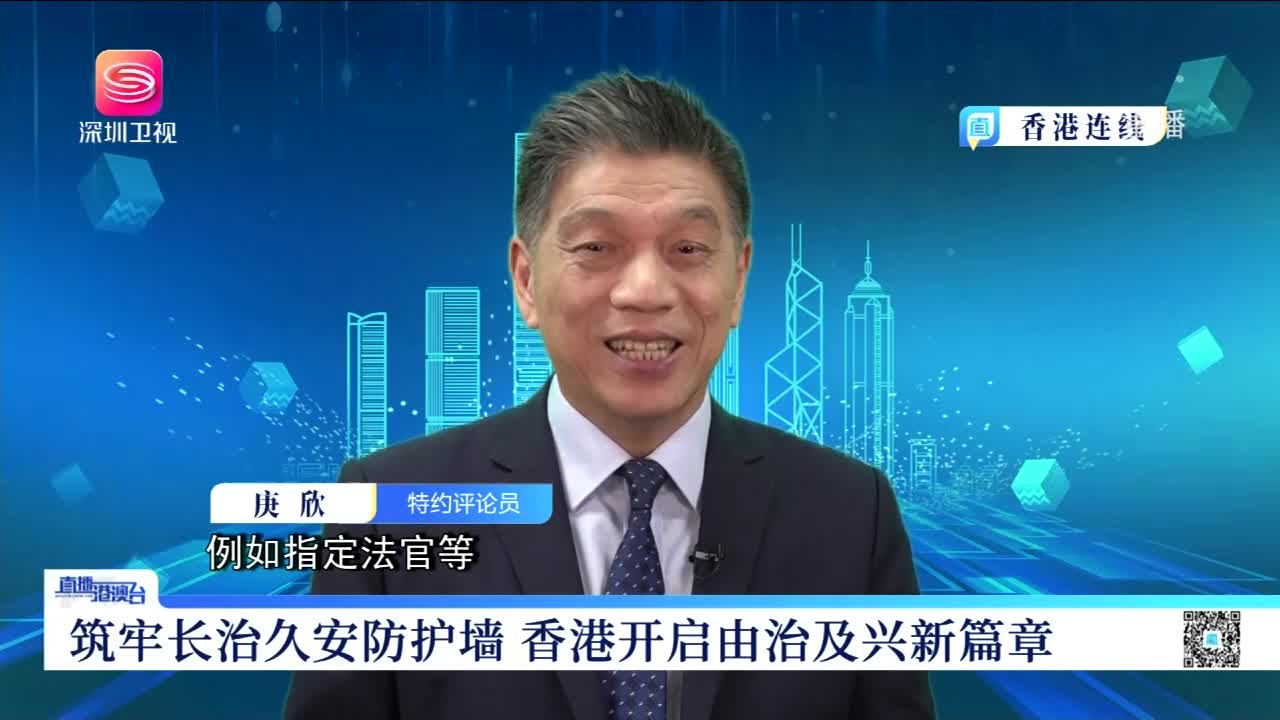 深圳卫视
直 香港连线播
庚欣 特约评论员
例如指定法官等
直播港澳台
筑牢长治久安防护墙 香港开启由治及兴新篇章